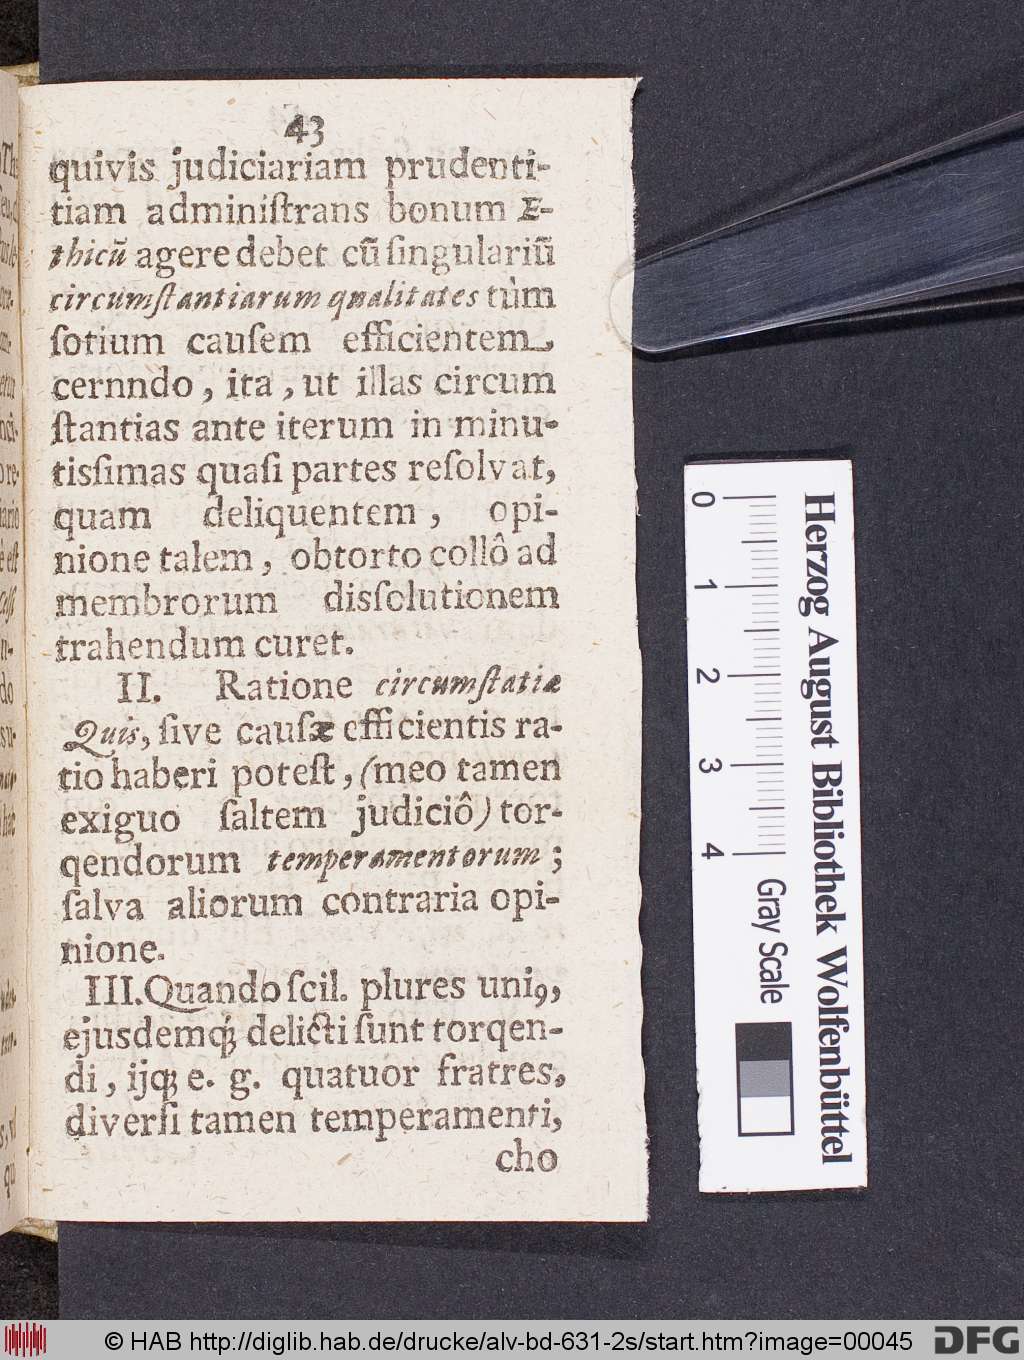 43
quivis judiciariam prudenti-
tiam adminiſtrans bonum E-
thicũ agere debet cũ ſingulariũ
circumſtantiarum qualitates tùm
ſotium cauſem efficientem
cernndo, ita, ut illas circum
ſtantias ante iterum in minu-
tisſimas quaſi partes reſolvat,
quam deliquentem, opi-
nione talem, obtorto collô ad
membrorum disſolutionem
trahendum curet.
II. Ratione circumſtatiæ
Quis, ſive cauſæ efficientis ra-
tio haberi poteſt, (meo tamen
exiguo ſaltem judiciô) tor-
qendorum temperamentorum;
ſalva aliorum contraria opi-
nione.
III. Quando ſcil. plures uniꝰ,
ejusdemq́; delicti ſunt torqen-
di, ijq; e. g. quatuor fratres,
diverſi tamen temperamenti,
cho
Herzog August Bibliothek Wolfenbüttel
0 1 2 3 4 Gray Scale
© HAB http://diglib.hab.de/drucke/alv-bd-631-2s/start.htm?image=00045
DFG